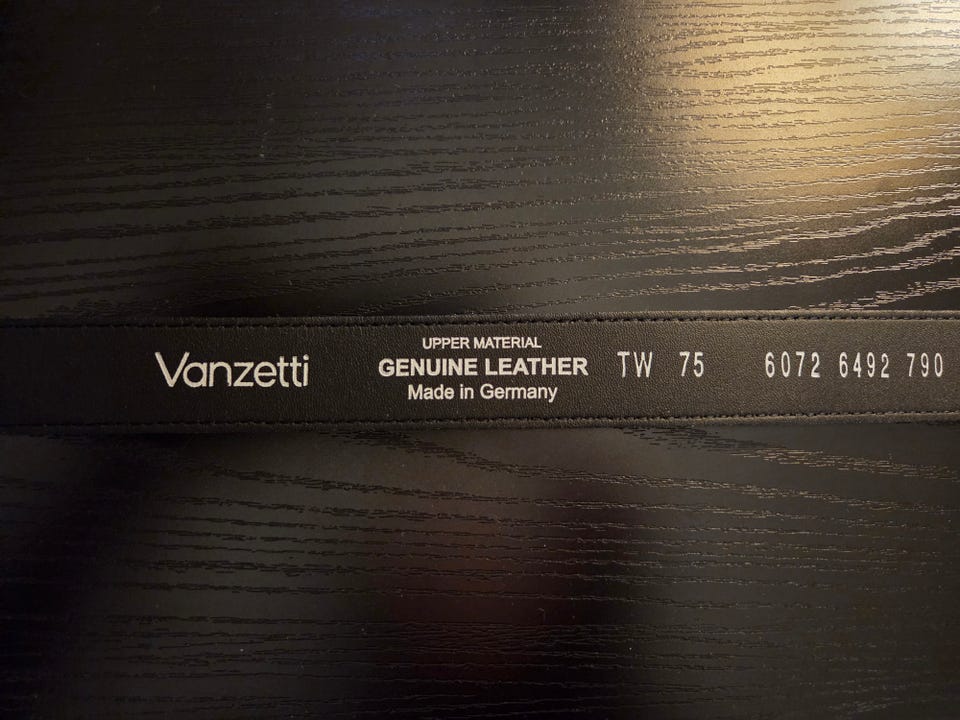 Vanzetti
UPPER MATERIAL
GENUINE LEATHER
Made in Germany
TW 75 6072 6492 790